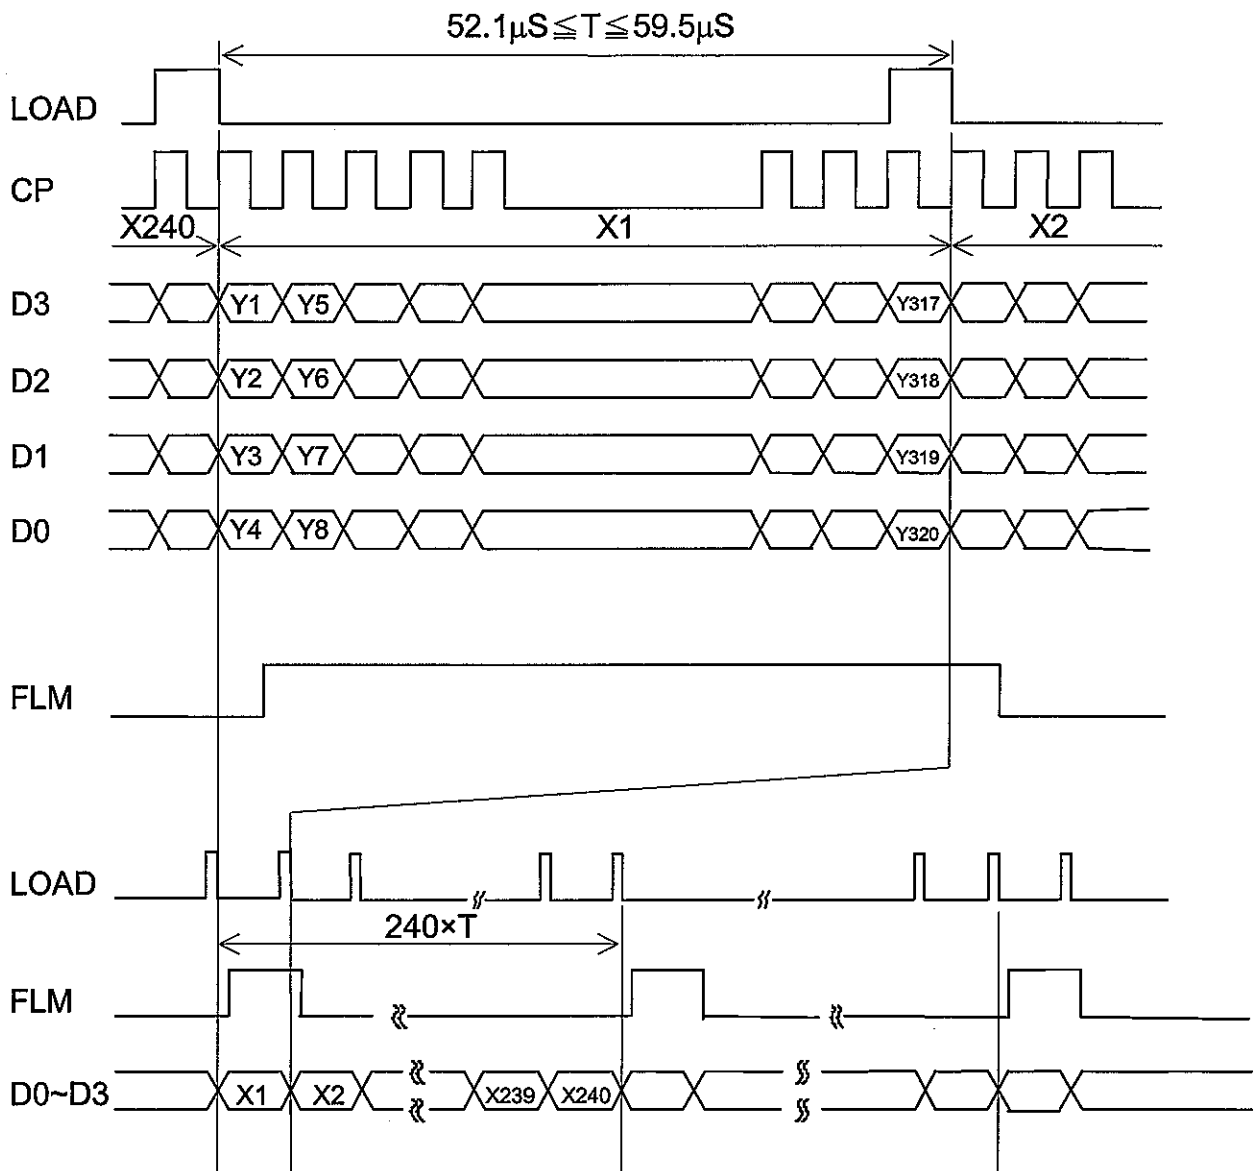 52.1μS≦T≦59.5μS
LOAD
CP
X240 X1 X2
D3 Y1 Y5 Y317
D2 Y2 Y6 Y318
D1 Y3 Y7 Y319
D0 Y4 Y8 Y320
FLM
LOAD
240×T
FLM
D0~D3 X1 X2 X239 X240